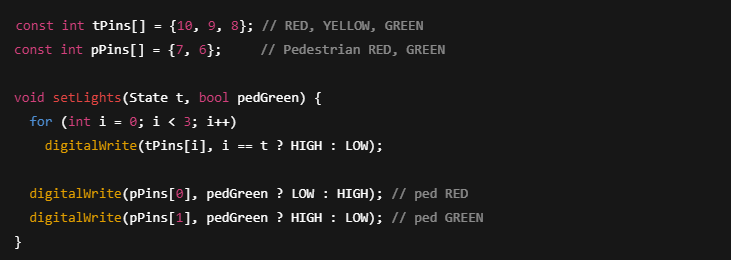 const int tPins[] = {10, 9, 8}; // RED, YELLOW, GREEN
const int pPins[] = {7, 6};     // Pedestrian RED, GREEN

void setLights(State t, bool pedGreen) {
  for (int i = 0; i < 3; i++)
    digitalWrite(tPins[i], i == t ? HIGH : LOW);

  digitalWrite(pPins[0], pedGreen ? LOW : HIGH); // ped RED
  digitalWrite(pPins[1], pedGreen ? HIGH : LOW); // ped GREEN
}